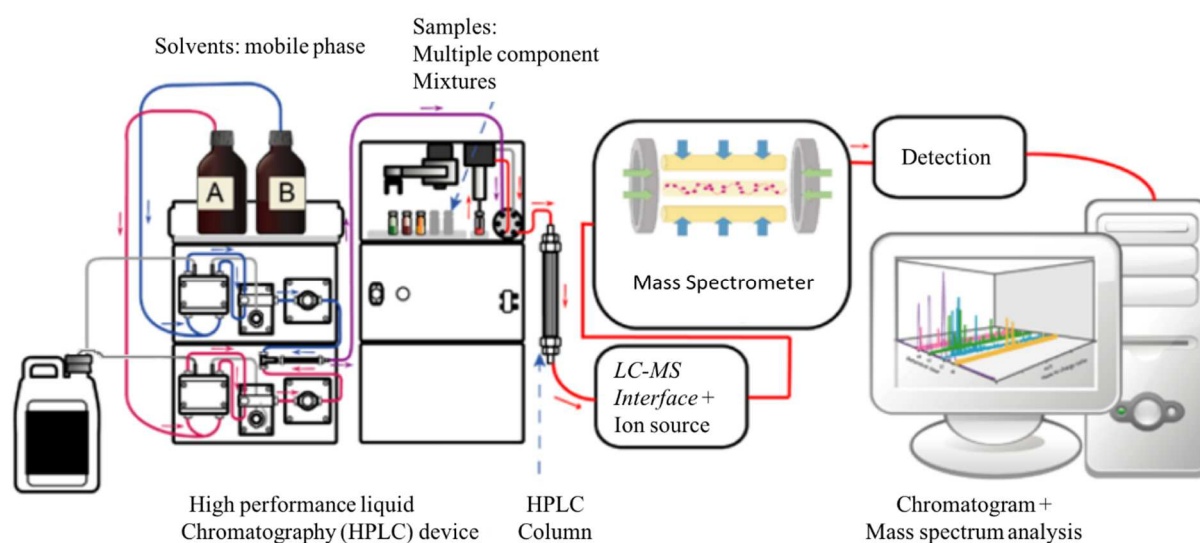 Solvents: mobile phase
Samples:
Multiple component
Mixtures
A
B
Mass Spectrometer
Detection
LC-MS
Interface +
Ion source
High performance liquid
Chromatography (HPLC) device
HPLC
Column
Chromatogram +
Mass spectrum analysis